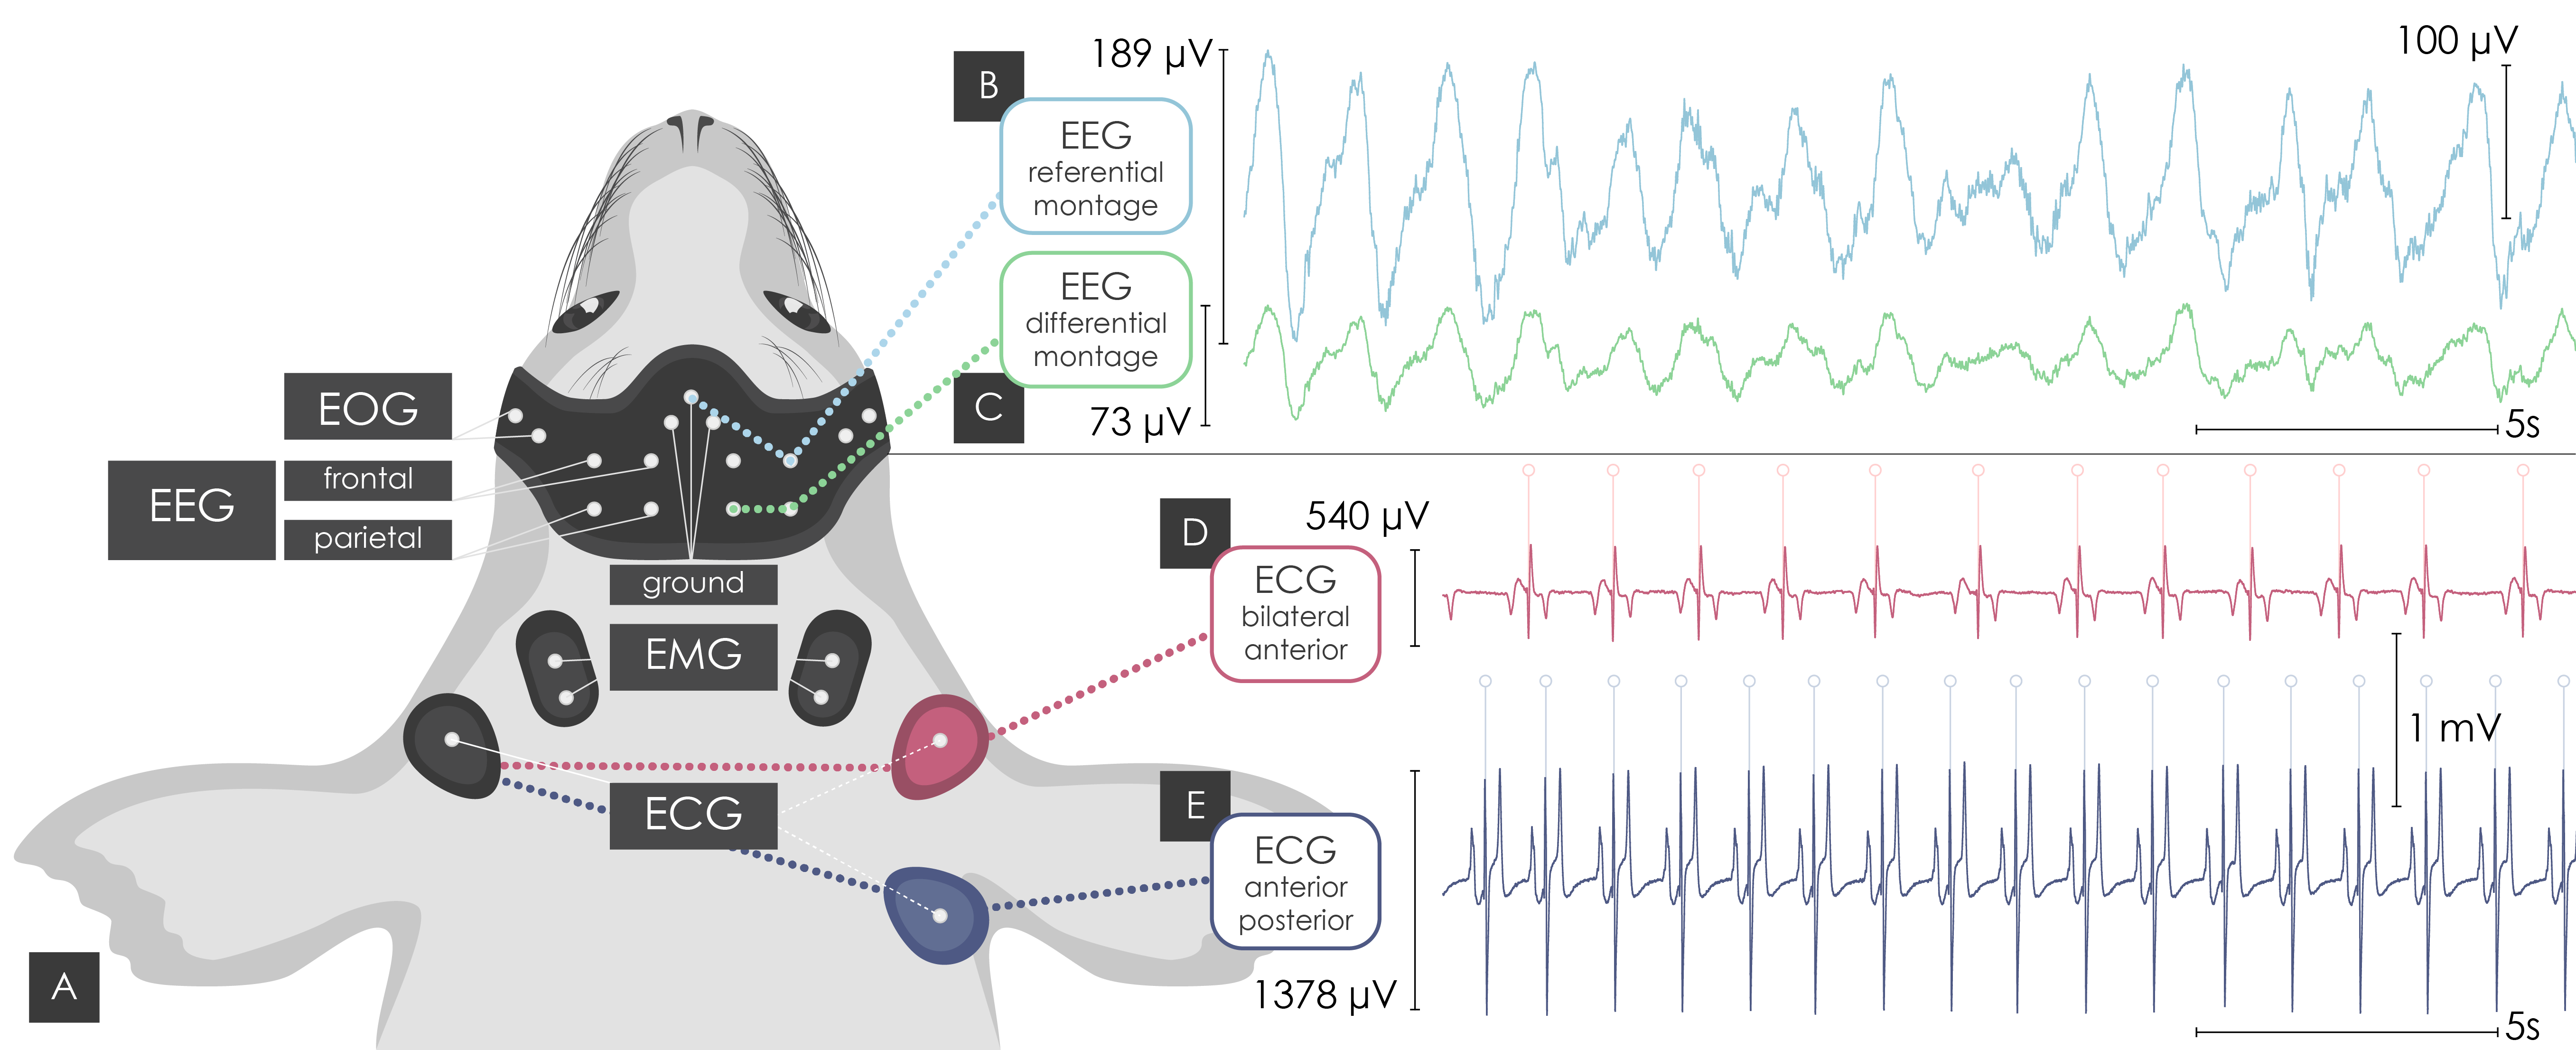 A
EOG
EEG
frontal
parietal
ground
EMG
ECG
B
EEG
referential
montage
189 µV
100 µV
C
EEG
differential
montage
73 µV
5s
D
ECG
bilateral
anterior
540 µV
1 mV
E
ECG
anterior
posterior
1378 µV
5s